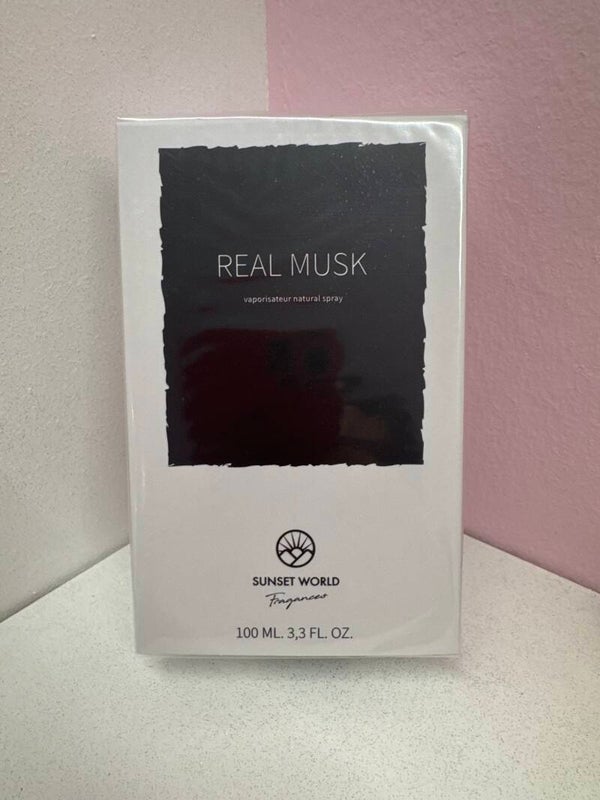 REAL MUSK
vaporisateur natural spray
SUNSET WORLD
Fragances
100 ML. 3,3 FL. OZ.